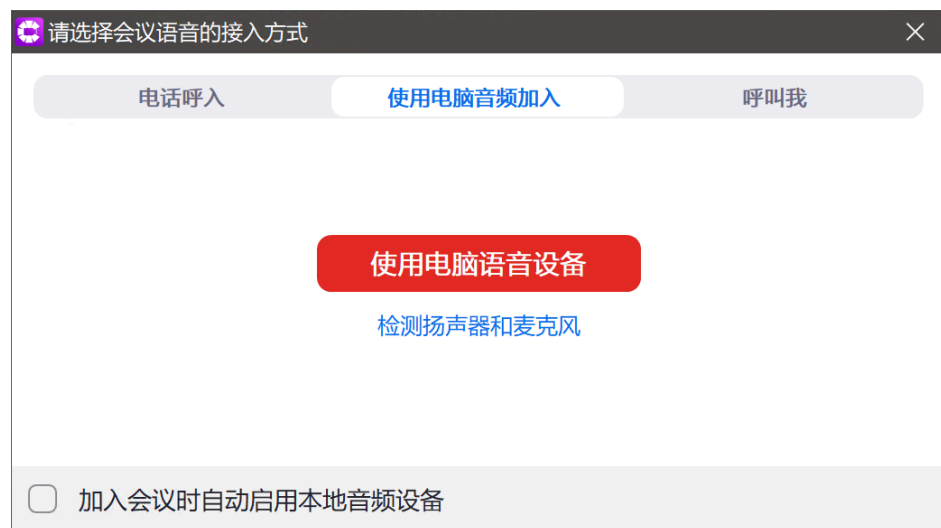 请选择会议语音的接入方式
电话呼入 使用电脑音频加入 呼叫我
使用电脑语音设备
检测扬声器和麦克风
加入会议时自动启用本地音频设备